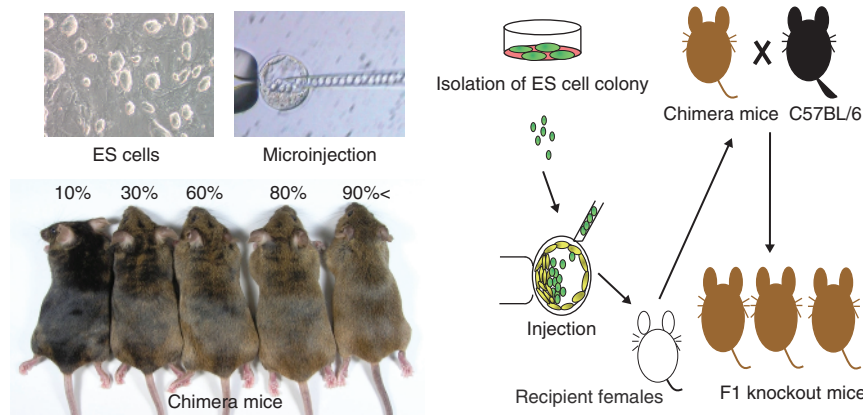 ES cells
Microinjection
10% 30% 60% 80% 90%<
Chimera mice
Isolation of ES cell colony
Chimera mice C57BL/6
X
Injection
Recipient females
F1 knockout mice